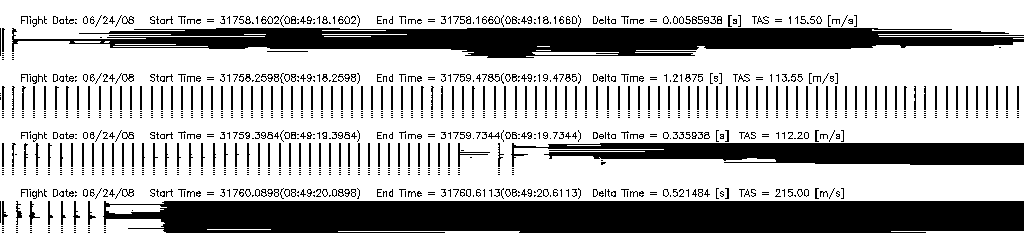 Flight Date: 06/24/08 Start Time = 31758.1602(08:49:18.1602) End Time = 31758.1660(08:49:18.1660) Delta Time = 0.00585938 [s] TAS = 115.50 [m/s]
Flight Date: 06/24/08 Start Time = 31758.2598(08:49:18.2598) End Time = 31759.4785(08:49:19.4785) Delta Time = 1.21875 [s] TAS = 113.55 [m/s]
Flight Date: 06/24/08 Start Time = 31759.3984(08:49:19.3984) End Time = 31759.7344(08:49:19.7344) Delta Time = 0.335938 [s] TAS = 112.20 [m/s]
Flight Date: 06/24/08 Start Time = 31760.0898(08:49:20.0898) End Time = 31760.6113(08:49:20.6113) Delta Time = 0.521484 [s] TAS = 215.00 [m/s]